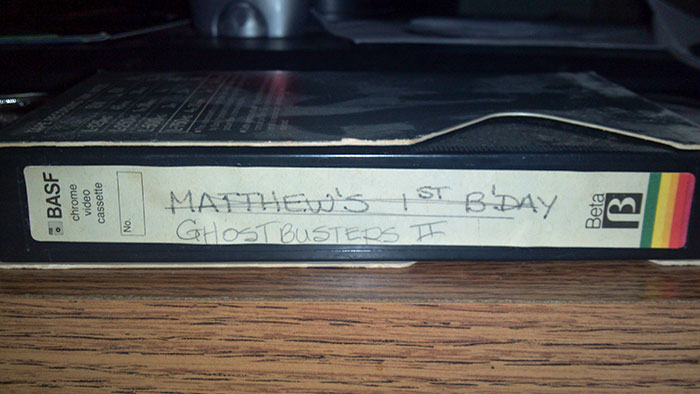 BASF
chrome
video
cassette
No.
MATTHEW'S 1ST B'DAY
GHOSTBUSTERS II
Beta
β